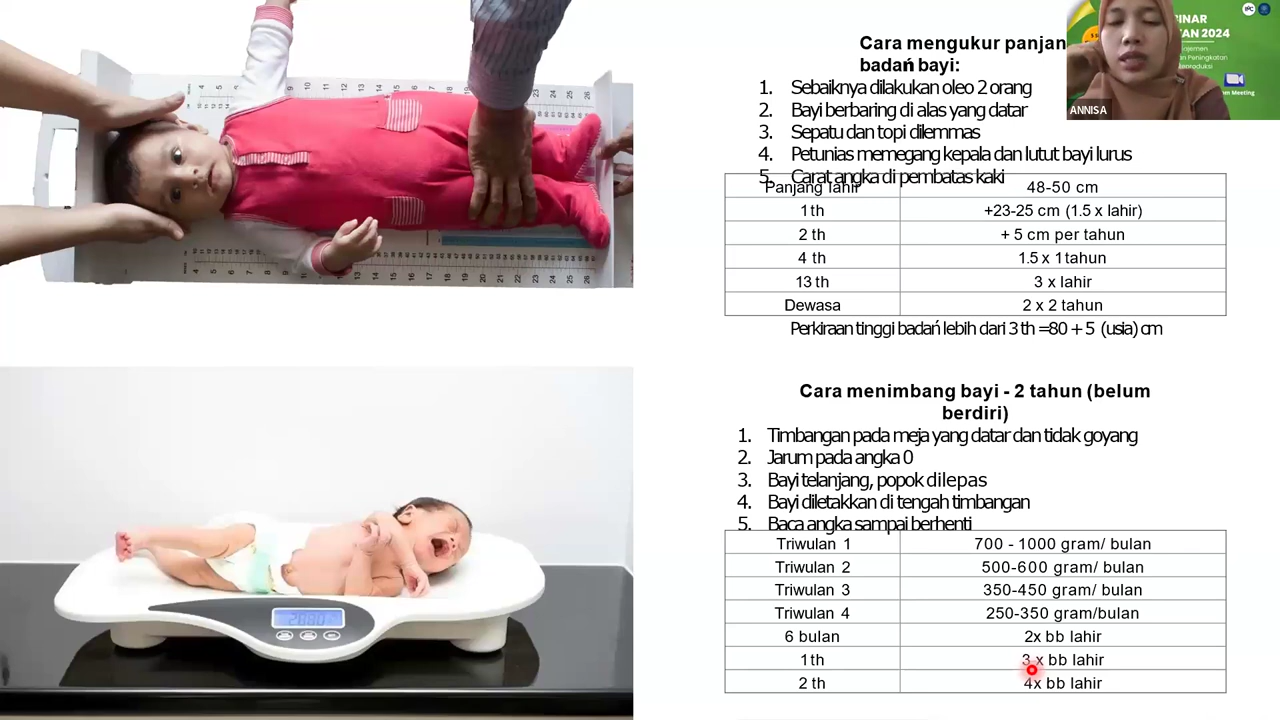 Cara mengukur panjan
badań bayi:
1. Sebaiknya dilakukan oleo 2 orang
2. Bayi berbaring di alas yang datar
3. Sepatu dan topi dilemmas
4. Petunias memegang kepala dan lutut bayi lurus
5. Carat angka di pembatas kaki
Panjang lahir 48-50 cm
1 th +23-25 cm (1.5 x lahir)
2 th + 5 cm per tahun
4 th 1.5 x 1 tahun
13 th 3 x lahir
Dewasa 2 x 2 tahun
Perkiraan tinggi badań lebih dari 3 th =80 + 5 (usia) cm
Cara menimbang bayi - 2 tahun (belum
berdiri)
1. Timbangan pada meja yang datar dan tidak goyang
2. Jarum pada angka 0
3. Bayi telanjang, popok dilepas
4. Bayi diletakkan di tengah timbangan
5. Baca angka sampai berhenti
Triwulan 1 700 - 1000 gram/ bulan
Triwulan 2 500-600 gram/ bulan
Triwulan 3 350-450 gram/ bulan
Triwulan 4 250-350 gram/bulan
6 bulan 2x bb lahir
1 th 3 x bb lahir
2 th 4x bb lahir
INAR
TAN 2024
Meeting
ANNISA